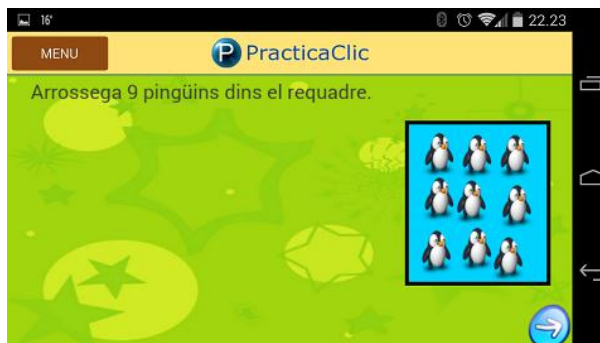 16°
22.23
MENU
PracticaClic
Arrossega 9 pingüins dins el requadre.